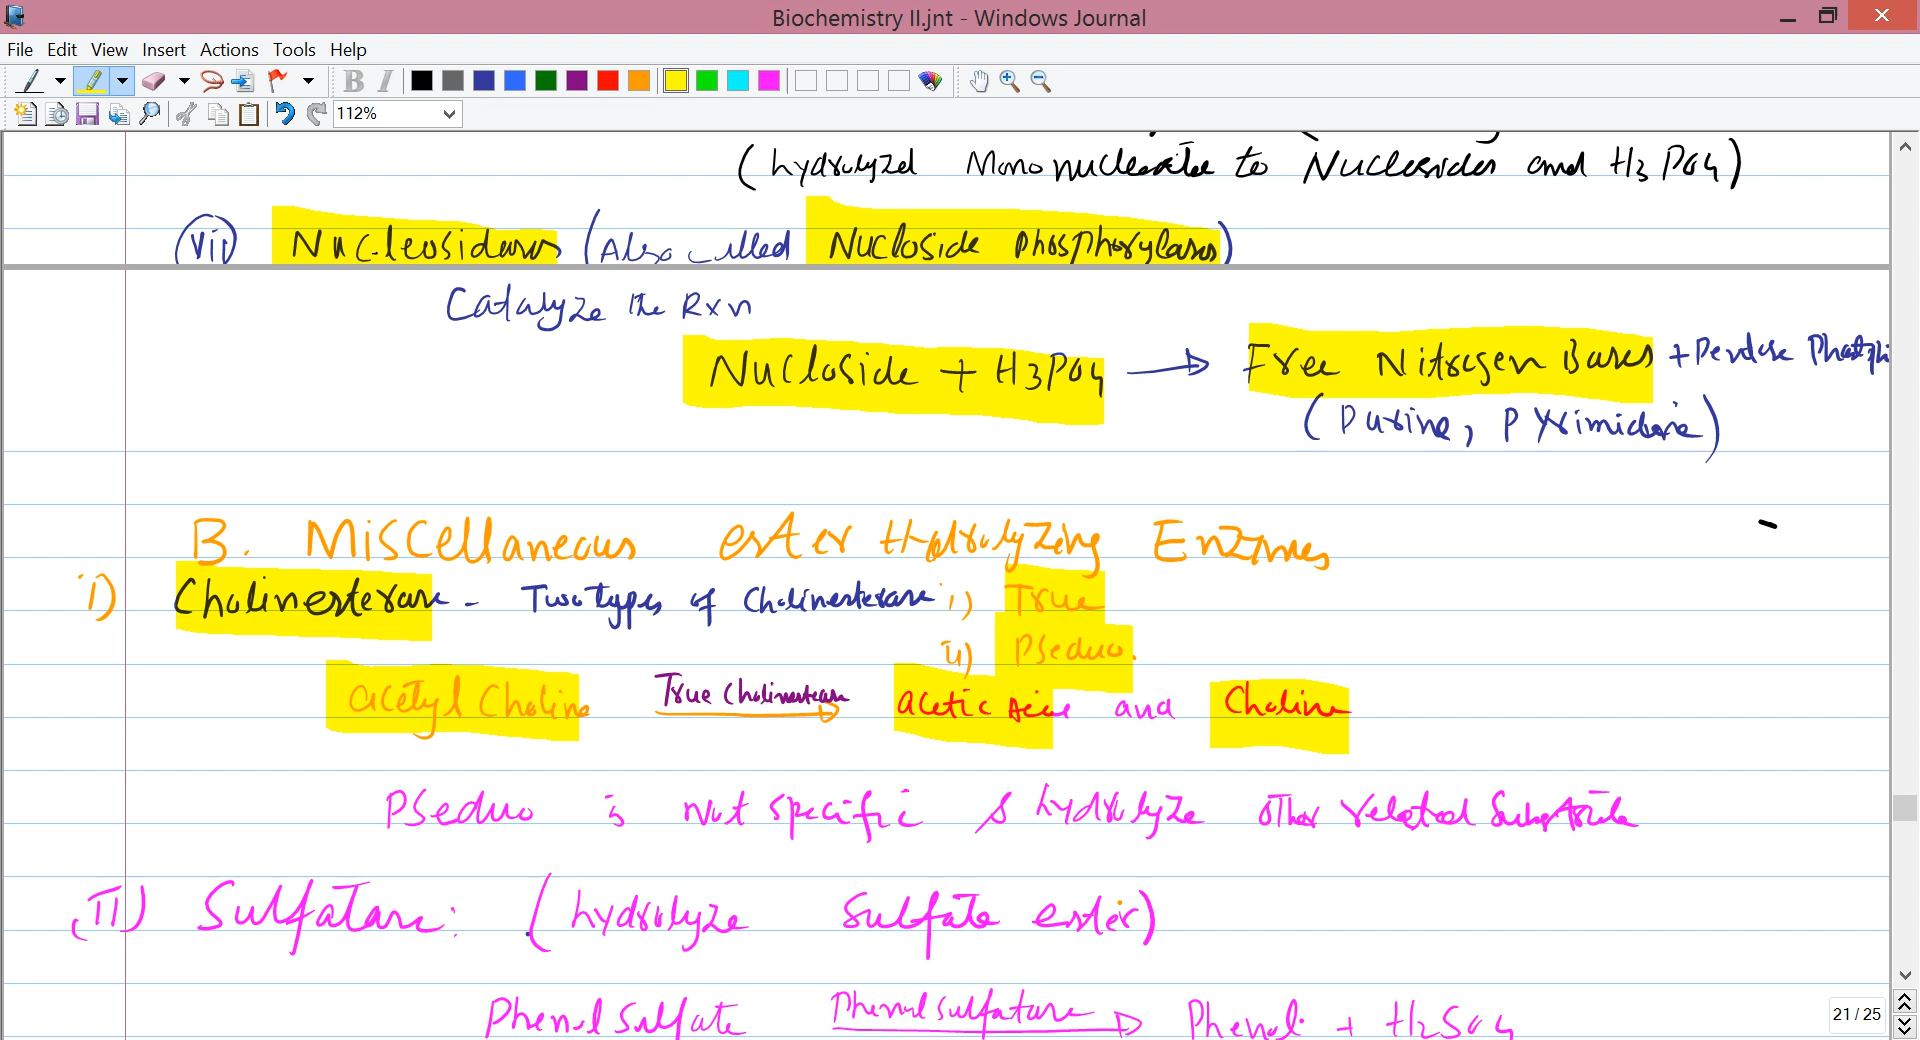 Biochemistry II.jnt - Windows Journal
File Edit View Insert Actions Tools Help
B I
112%
(hydrolyzed Mononucleotide to Nucleosides and H3PO4)
(vii) Nucleosidases (Also called Nucloside Phosphorylases)
Catalyze the Rxn
Nucloside + H3PO4 → Free Nitrogen Bases + Pentose
(Purine, Pyrimidine)
B. Miscellaneous ester Hydrolyzing Enzymes
i) Cholinesterase - Two types of Cholinesterase i) True
ii) Pseduo.
True Cholinesterase
acetyl Choline → acetic Acid and Choline
Pseduo is Not specific & hydrolyze other related Substrate
II) Sulfatase: (hydrolyze Sulfate ester)
Phenol sulfatase
Phenol Sulfate → Phenol + H2SO4
21 / 25